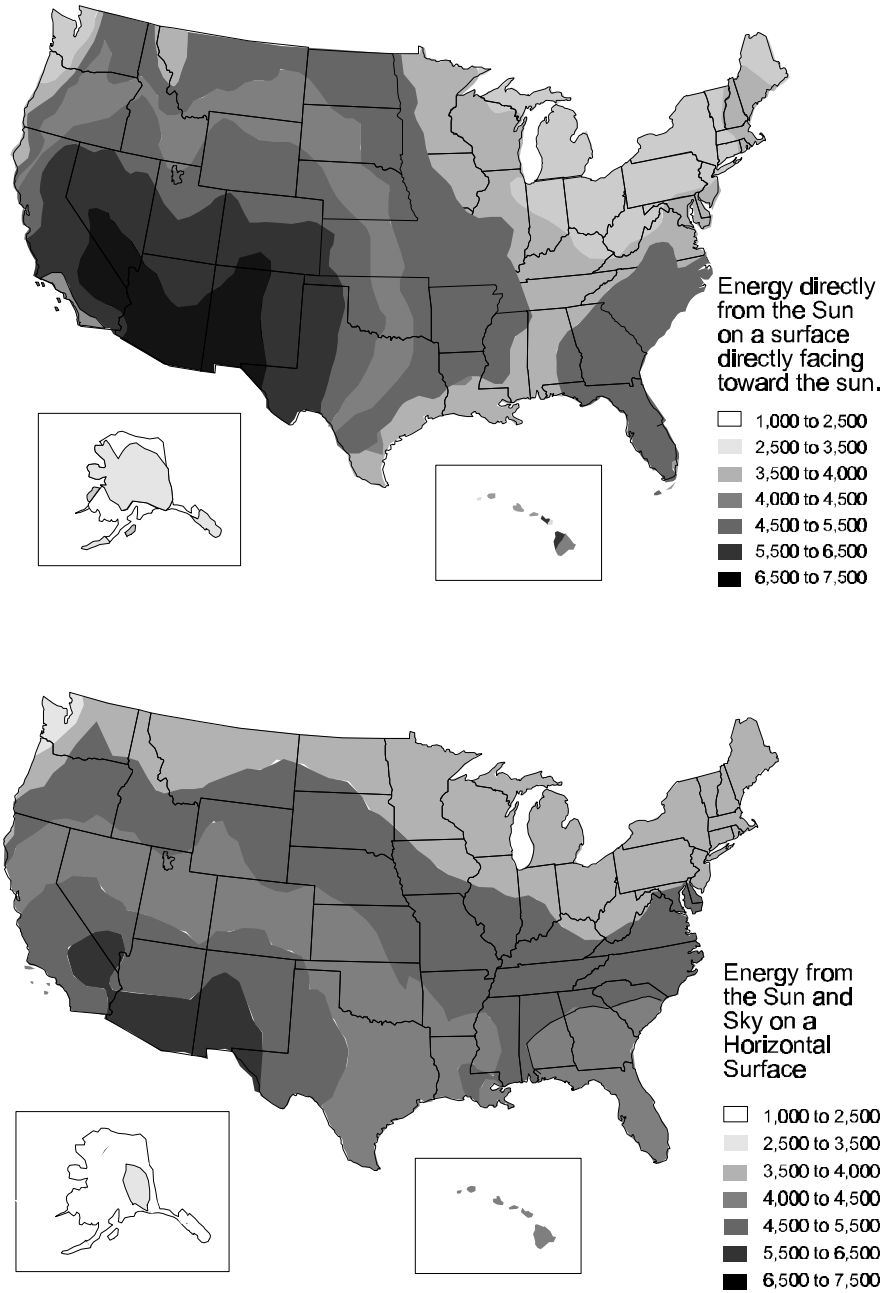 Energy directly
from the Sun
on a surface
directly facing
toward the sun.
1,000 to 2,500
2,500 to 3,500
3,500 to 4,000
4,000 to 4,500
4,500 to 5,500
5,500 to 6,500
6,500 to 7,500
Energy from
the Sun and
Sky on a
Horizontal
Surface
1,000 to 2,500
2,500 to 3,500
3,500 to 4,000
4,000 to 4,500
4,500 to 5,500
5,500 to 6,500
6,500 to 7,500